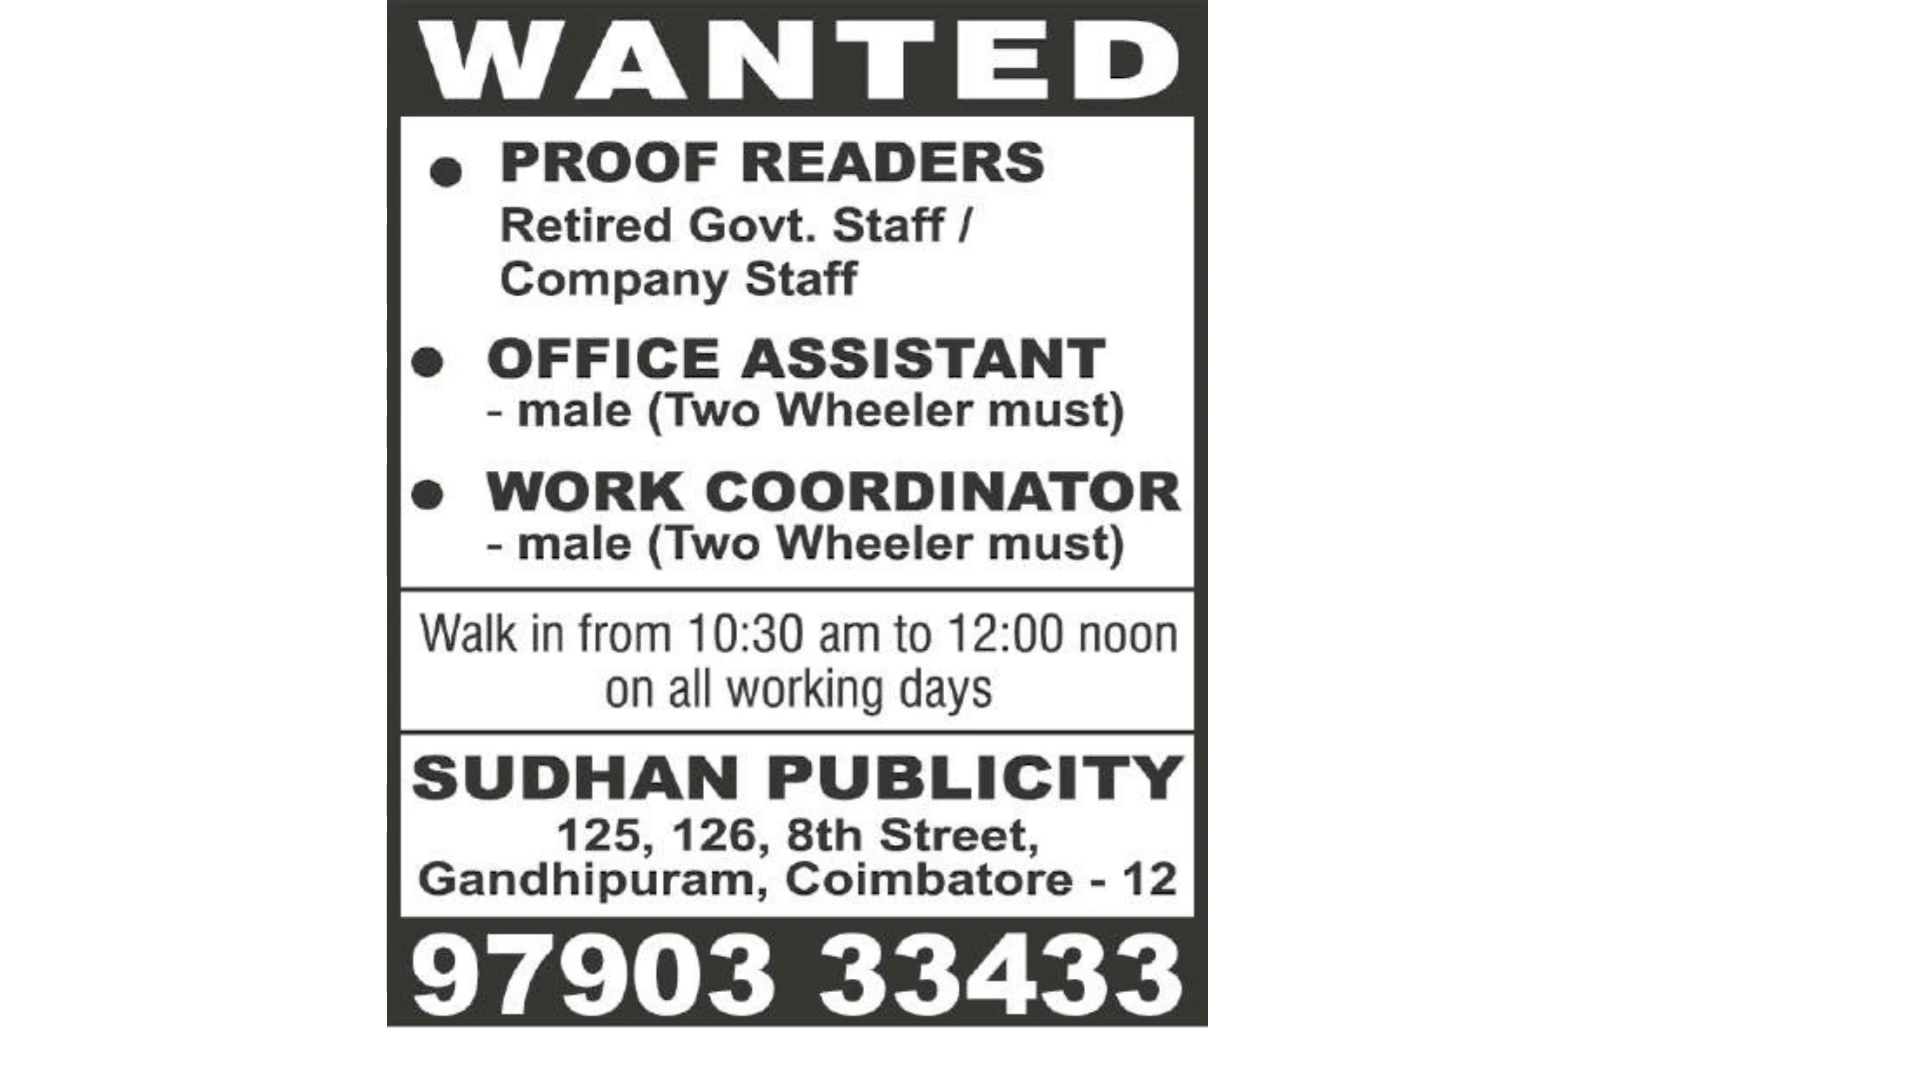 WANTED
● PROOF READERS
Retired Govt. Staff /
Company Staff
● OFFICE ASSISTANT
- male (Two Wheeler must)
● WORK COORDINATOR
- male (Two Wheeler must)
Walk in from 10:30 am to 12:00 noon
on all working days
SUDHAN PUBLICITY
125, 126, 8th Street,
Gandhipuram, Coimbatore - 12
97903 33433